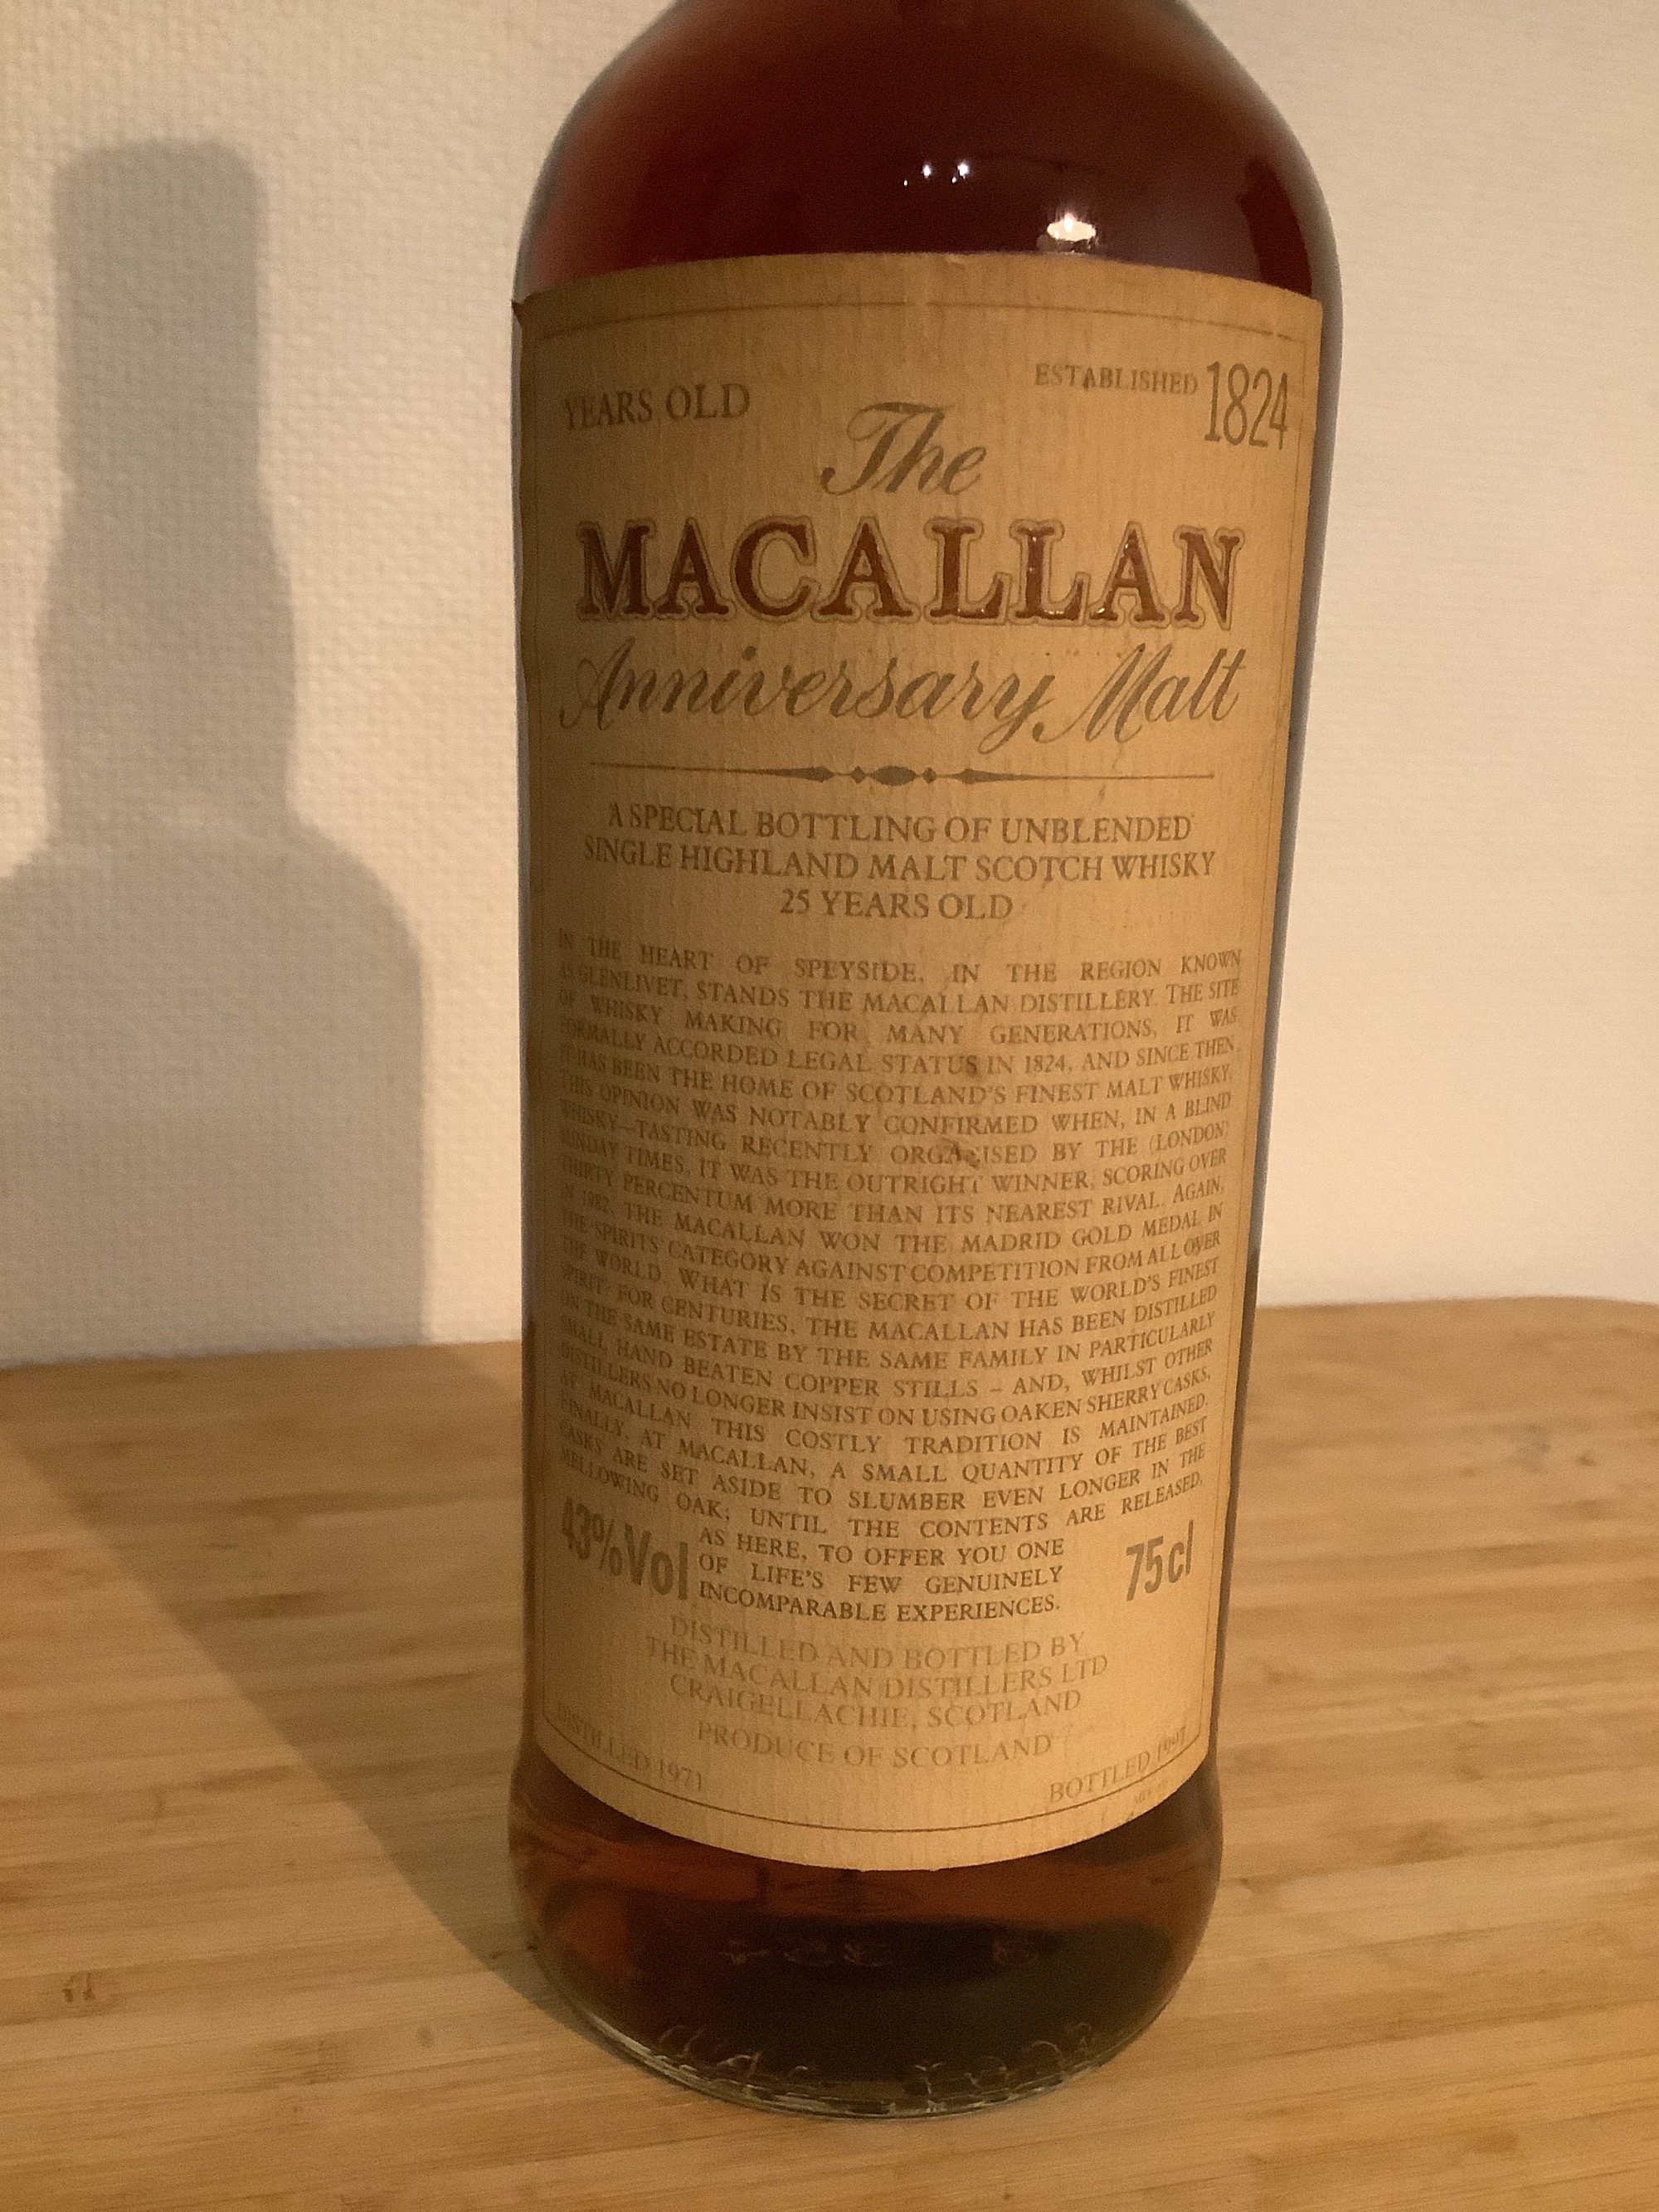 YEARS OLD
ESTABLISHED 1824
The
MACALLAN
Anniversary Malt
A SPECIAL BOTTLING OF UNBLENDED
SINGLE HIGHLAND MALT SCOTCH WHISKY
25 YEARS OLD
IN THE HEART OF SPEYSIDE, IN THE REGION KNOWN
AS GLENLIVET, STANDS THE MACALLAN DISTILLERY. THE SITE
OF WHISKY MAKING FOR MANY GENERATIONS, IT WAS
FORMALLY ACCORDED LEGAL STATUS IN 1824, AND SINCE THEN,
IT HAS BEEN THE HOME OF SCOTLAND'S FINEST MALT WHISKY.
THIS OPINION WAS NOTABLY CONFIRMED WHEN, IN A BLIND
WHISKY-TASTING RECENTLY ORGANISED BY THE (LONDON)
SUNDAY TIMES, IT WAS THE OUTRIGHT WINNER, SCORING OVER
THIRTY PERCENTUM MORE THAN ITS NEAREST RIVAL. AGAIN,
IN 1982, THE MACALLAN WON THE MADRID GOLD MEDAL IN
THE 'SPIRITS' CATEGORY AGAINST COMPETITION FROM ALL OVER
THE WORLD. WHAT IS THE SECRET OF THE WORLD'S FINEST
SPIRIT? FOR CENTURIES, THE MACALLAN HAS BEEN DISTILLED
ON THE SAME ESTATE BY THE SAME FAMILY IN PARTICULARLY
SMALL, HAND BEATEN COPPER STILLS – AND, WHILST OTHER
DISTILLERS NO LONGER INSIST ON USING OAKEN SHERRY CASKS,
AT MACALLAN THIS COSTLY TRADITION IS MAINTAINED.
FINALLY, AT MACALLAN, A SMALL QUANTITY OF THE BEST
CASKS ARE SET ASIDE TO SLUMBER EVEN LONGER IN THE
MELLOWING OAK; UNTIL THE CONTENTS ARE RELEASED,
AS HERE, TO OFFER YOU ONE
OF LIFE'S FEW GENUINELY
INCOMPARABLE EXPERIENCES.
43%Vol
75cl
DISTILLED AND BOTTLED BY
THE MACALLAN DISTILLERS LTD
CRAIGELLACHIE, SCOTLAND
PRODUCE OF SCOTLAND
DISTILLED 1971
BOTTLED 1997